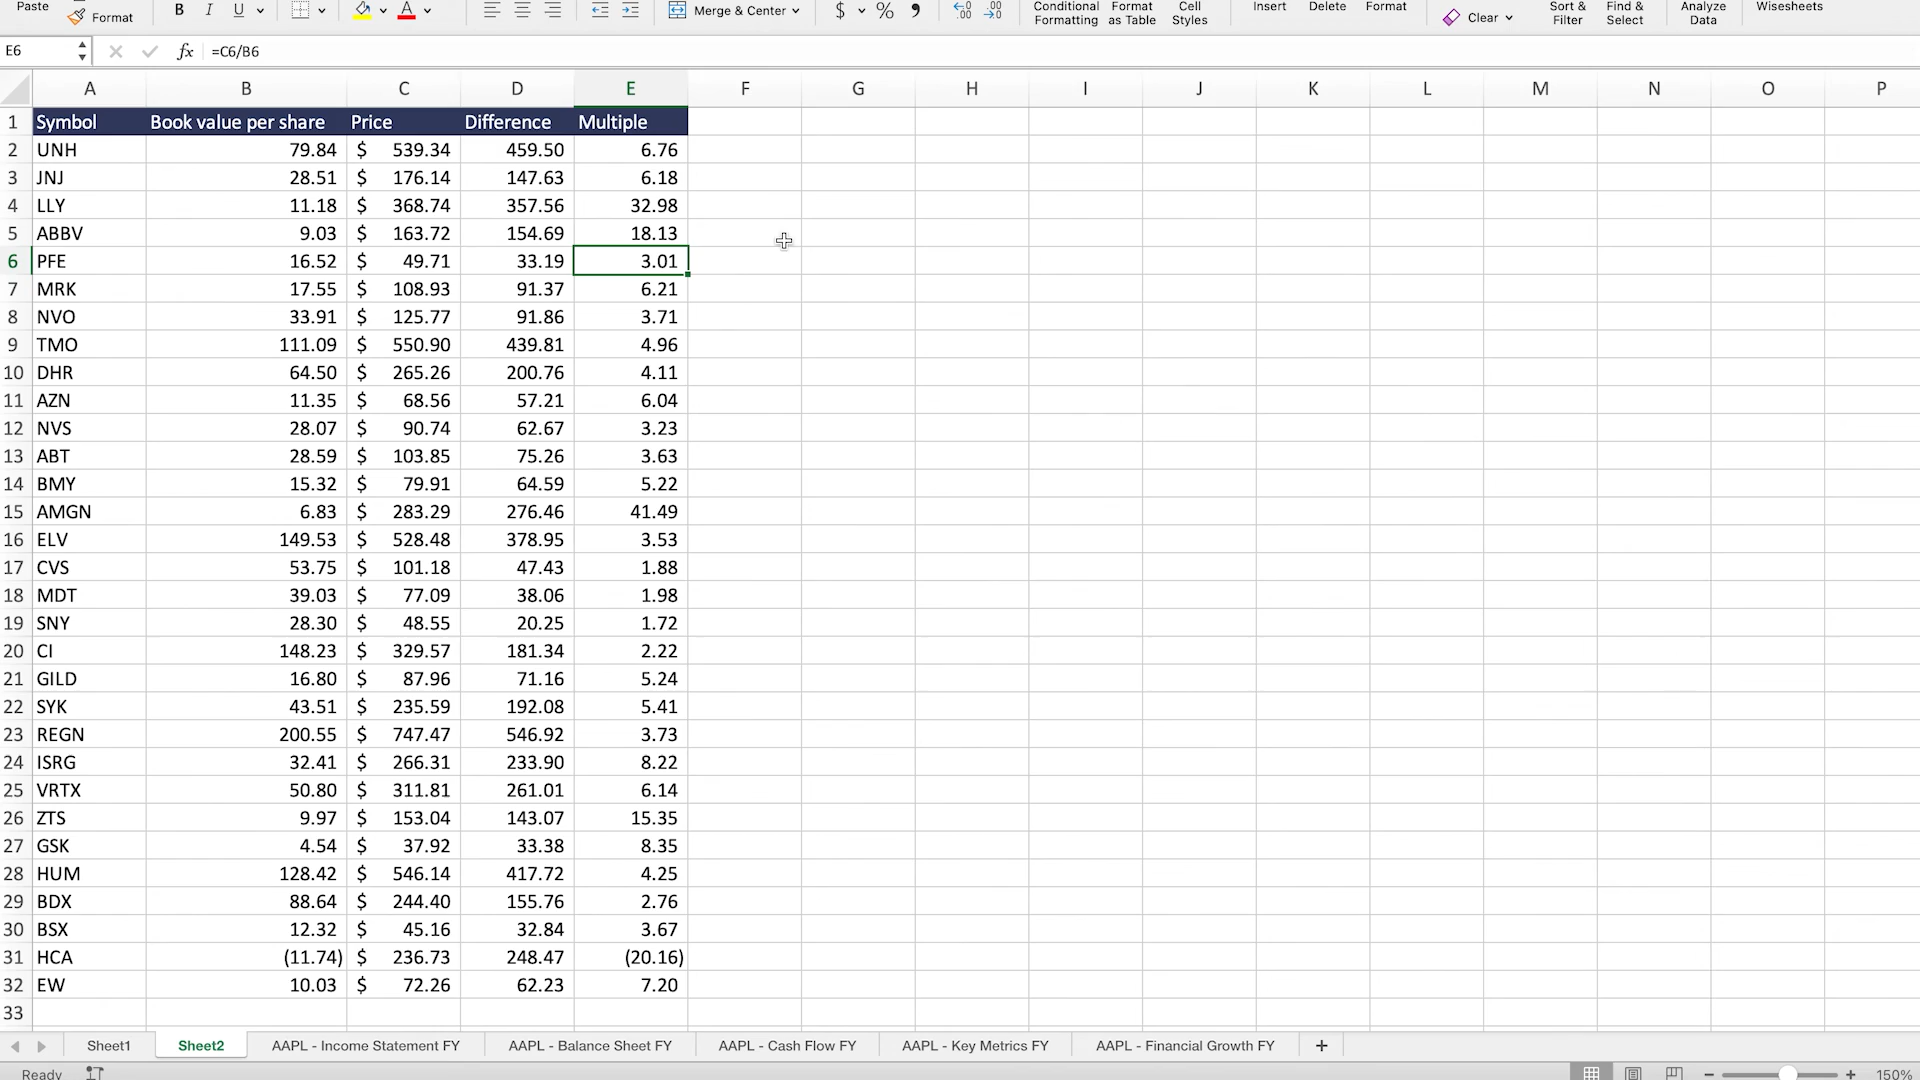 Paste Format B I U A Merge & Center $ % , Conditional Formatting Format as Table Cell Styles Insert Delete Format Clear Sort & Filter Find & Select Analyze Data Wisesheets
E6 fx =C6/B6
A B C D E F G H I J K L M N O P
1 Symbol Book value per share Price Difference Multiple
2 UNH 79.84 $ 539.34 459.50 6.76
3 JNJ 28.51 $ 176.14 147.63 6.18
4 LLY 11.18 $ 368.74 357.56 32.98
5 ABBV 9.03 $ 163.72 154.69 18.13
6 PFE 16.52 $ 49.71 33.19 3.01
7 MRK 17.55 $ 108.93 91.37 6.21
8 NVO 33.91 $ 125.77 91.86 3.71
9 TMO 111.09 $ 550.90 439.81 4.96
10 DHR 64.50 $ 265.26 200.76 4.11
11 AZN 11.35 $ 68.56 57.21 6.04
12 NVS 28.07 $ 90.74 62.67 3.23
13 ABT 28.59 $ 103.85 75.26 3.63
14 BMY 15.32 $ 79.91 64.59 5.22
15 AMGN 6.83 $ 283.29 276.46 41.49
16 ELV 149.53 $ 528.48 378.95 3.53
17 CVS 53.75 $ 101.18 47.43 1.88
18 MDT 39.03 $ 77.09 38.06 1.98
19 SNY 28.30 $ 48.55 20.25 1.72
20 CI 148.23 $ 329.57 181.34 2.22
21 GILD 16.80 $ 87.96 71.16 5.24
22 SYK 43.51 $ 235.59 192.08 5.41
23 REGN 200.55 $ 747.47 546.92 3.73
24 ISRG 32.41 $ 266.31 233.90 8.22
25 VRTX 50.80 $ 311.81 261.01 6.14
26 ZTS 9.97 $ 153.04 143.07 15.35
27 GSK 4.54 $ 37.92 33.38 8.35
28 HUM 128.42 $ 546.14 417.72 4.25
29 BDX 88.64 $ 244.40 155.76 2.76
30 BSX 12.32 $ 45.16 32.84 3.67
31 HCA (11.74) $ 236.73 248.47 (20.16)
32 EW 10.03 $ 72.26 62.23 7.20
33
Sheet1 Sheet2 AAPL - Income Statement FY AAPL - Balance Sheet FY AAPL - Cash Flow FY AAPL - Key Metrics FY AAPL - Financial Growth FY +
Ready 150%